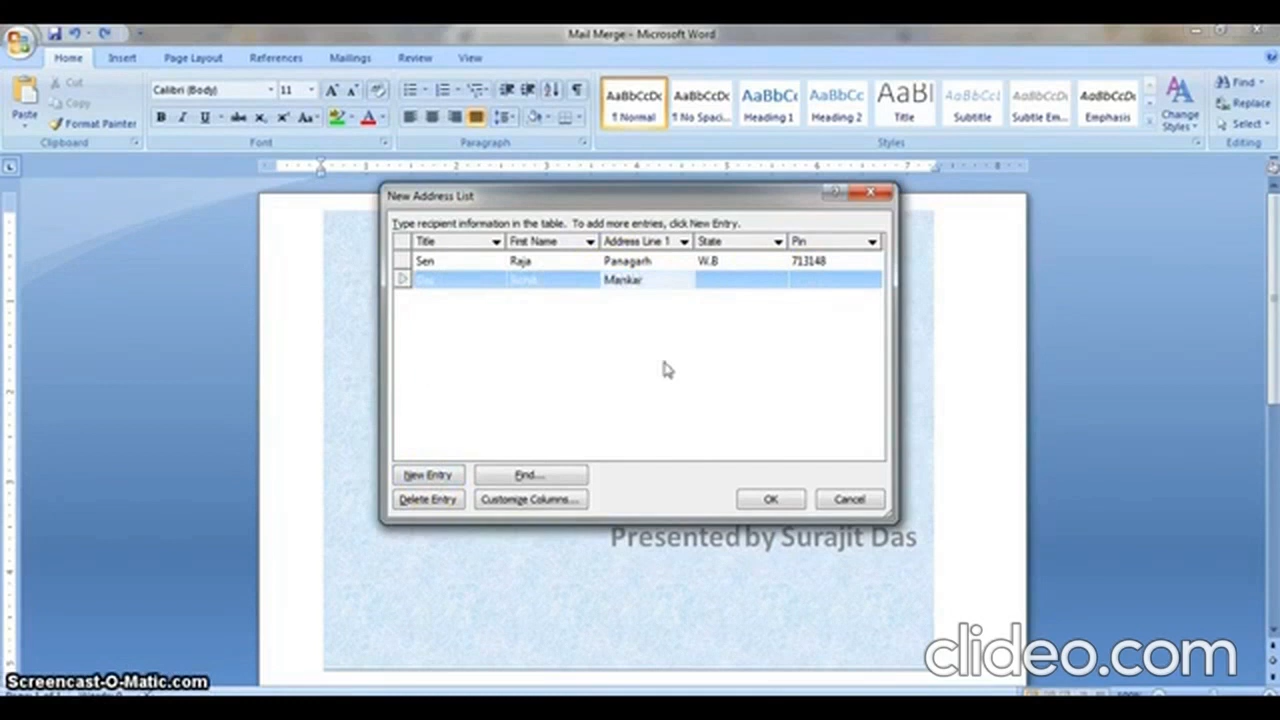 Mail Merge - Microsoft Word
Home Insert Page Layout References Mailings Review View
Paste
Cut
Copy
Format Painter
Calibri (Body) 11
AaBbCcDc AaBbCcDc AaBbCc AaBbCc AaBl AaBbCcL AaBbCcDc AaBbCcDc
¶ Normal ¶ No Spaci... Heading 1 Heading 2 Title Subtitle Subtle Em... Emphasis
Change Styles
Find
Replace
Select
Clipboard Font Paragraph Styles Editing
New Address List
Type recipient information in the table. To add more entries, click New Entry.
Title First Name Address Line 1 State Pin
Sen Raja Panagarh W.B 713148
Mankar
New Entry Find...
Delete Entry Customize Columns... OK Cancel
Presented by Surajit Das
clideo.com
Screencast-O-Matic.com